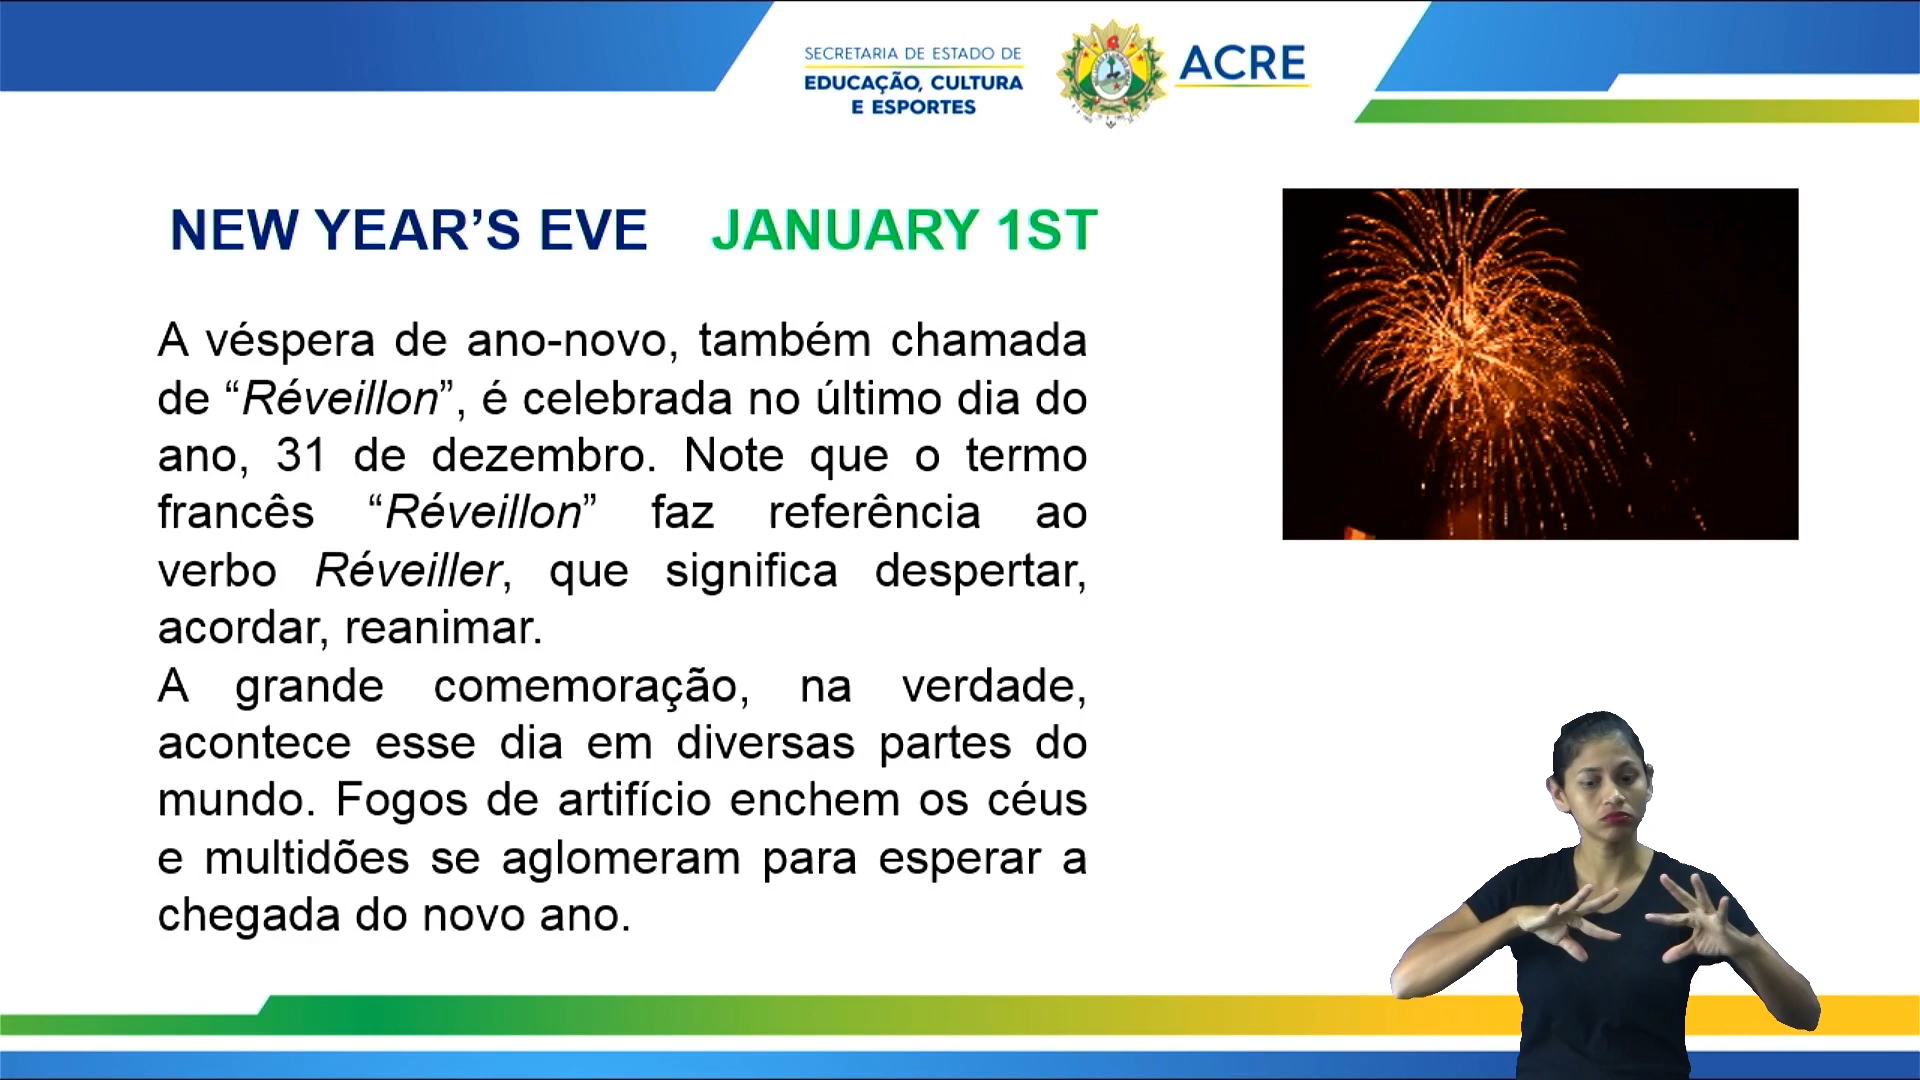 SECRETARIA DE ESTADO DE
EDUCAÇÃO, CULTURA
E ESPORTES
ACRE
NEW YEAR’S EVE JANUARY 1ST
A véspera de ano-novo, também chamada
de “Réveillon”, é celebrada no último dia do
ano, 31 de dezembro. Note que o termo
francês “Réveillon” faz referência ao
verbo Réveiller, que significa despertar,
acordar, reanimar.
A grande comemoração, na verdade,
acontece esse dia em diversas partes do
mundo. Fogos de artifício enchem os céus
e multidões se aglomeram para esperar a
chegada do novo ano.